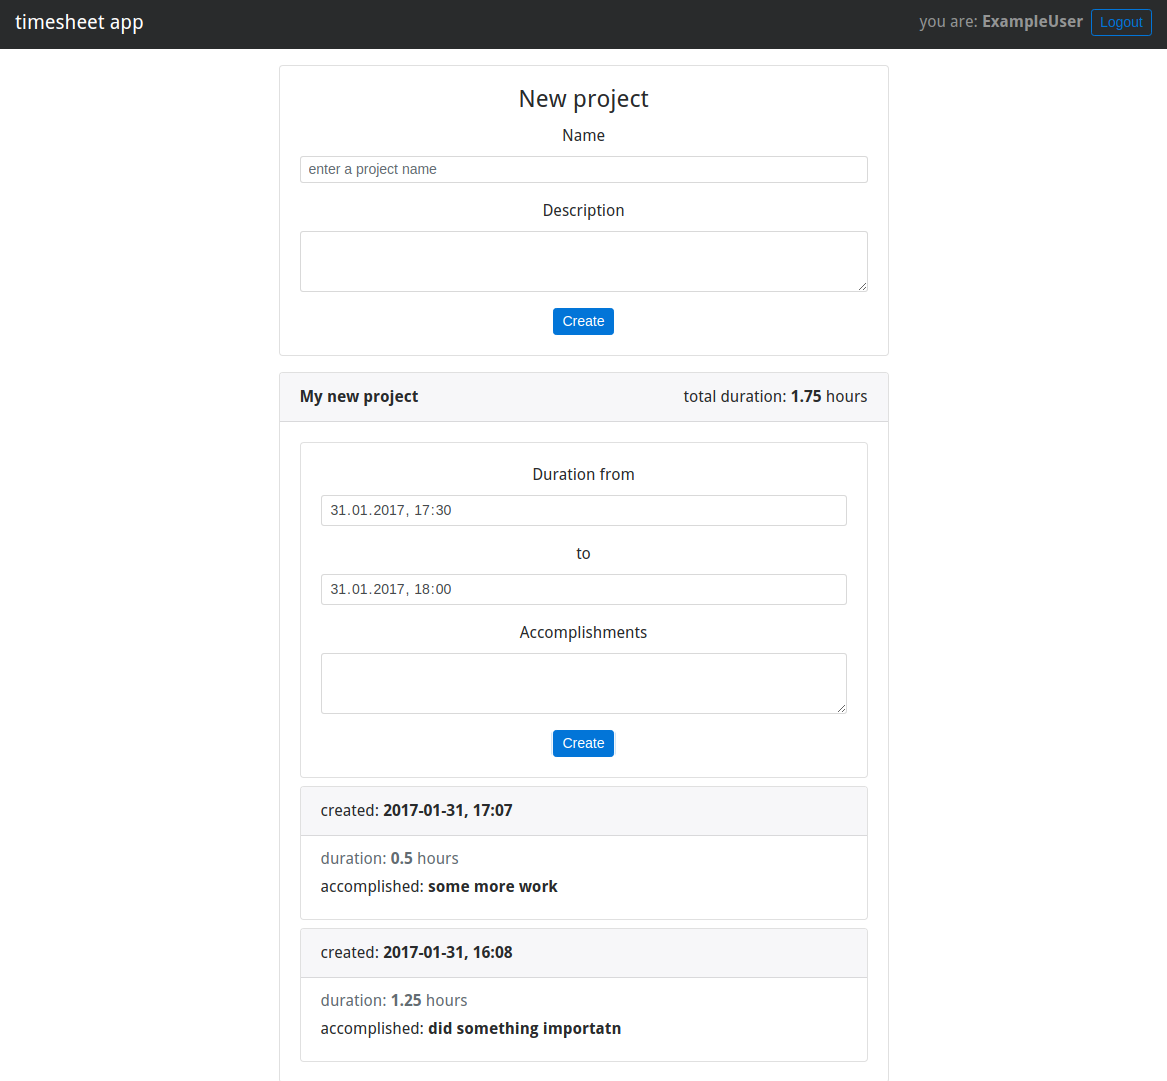 timesheet app
you are: ExampleUser Logout
New project
Name
enter a project name
Description
Create
My new project total duration: 1.75 hours
Duration from
31.01.2017, 17:30
to
31.01.2017, 18:00
Accomplishments
Create
created: 2017-01-31, 17:07
duration: 0.5 hours
accomplished: some more work
created: 2017-01-31, 16:08
duration: 1.25 hours
accomplished: did something importatn